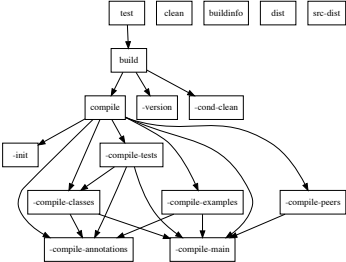 test
clean
buildinfo
dist
src-dist
build
compile
-version
-cond-clean
-init
-compile-tests
-compile-classes
-compile-examples
-compile-peers
-compile-annotations
-compile-main